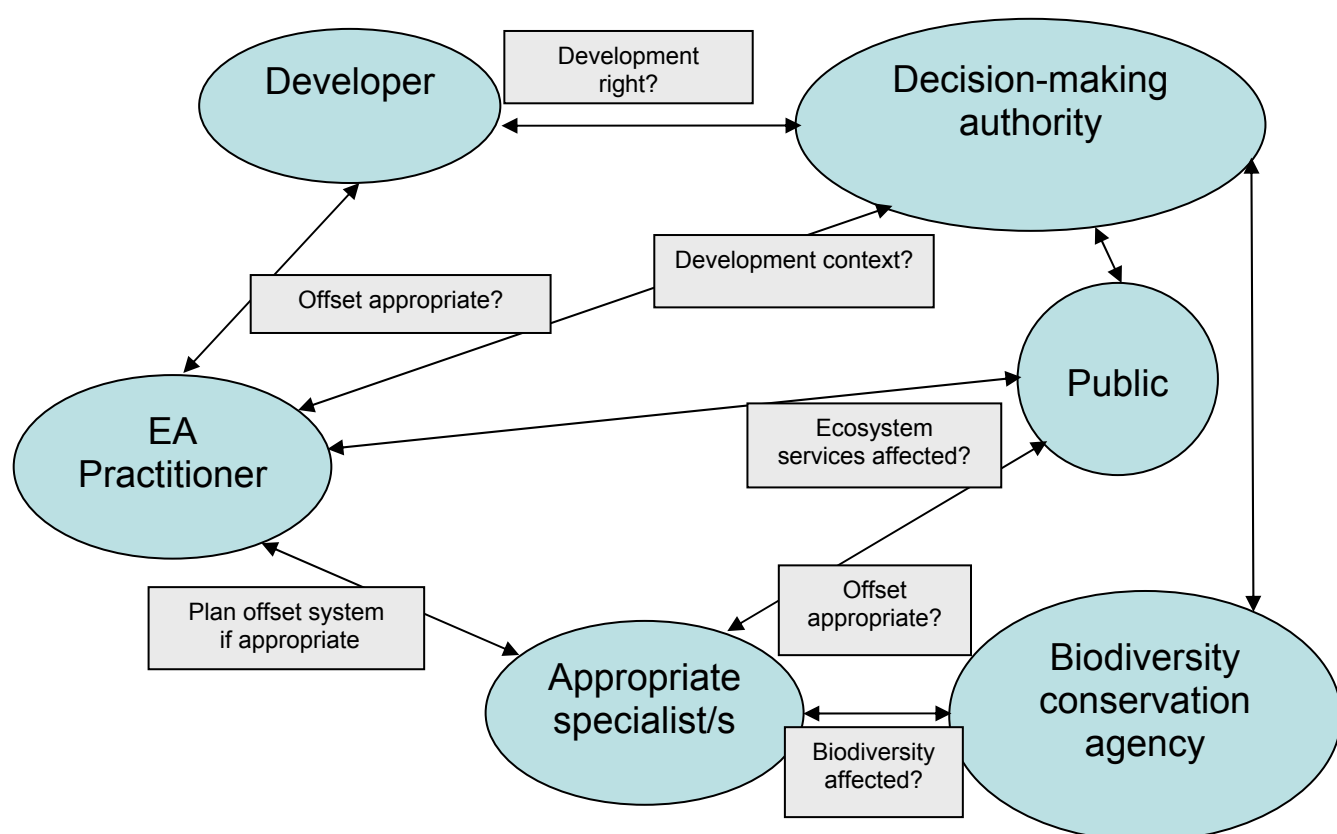 Developer
Development
right?
Decision-making
authority
Development context?
Offset appropriate?
Public
EA
Practitioner
Ecosystem
services affected?
Plan offset system
if appropriate
Offset
appropriate?
Appropriate
specialist/s
Biodiversity
conservation
agency
Biodiversity
affected?